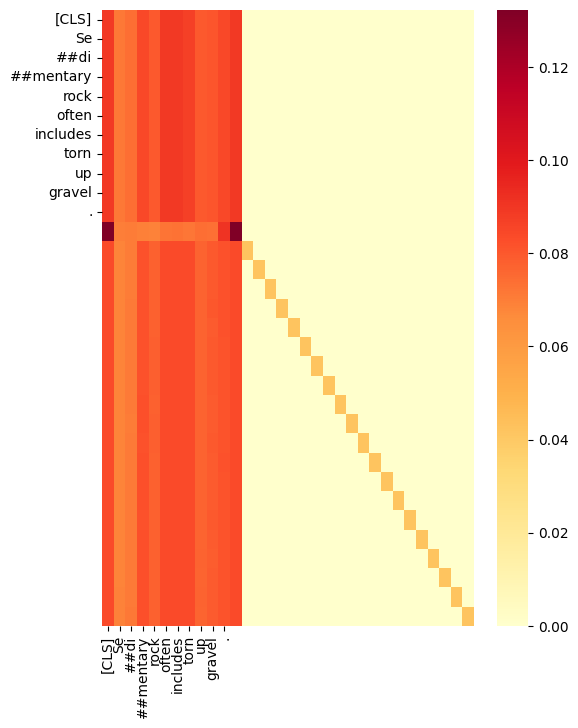 [CLS]
Se
##di
##mentary
rock
often
includes
torn
up
gravel
.
0.12
0.10
0.08
0.06
0.04
0.02
0.00
[CLS]
Se
##di
##mentary
rock
often
includes
torn
up
gravel
.